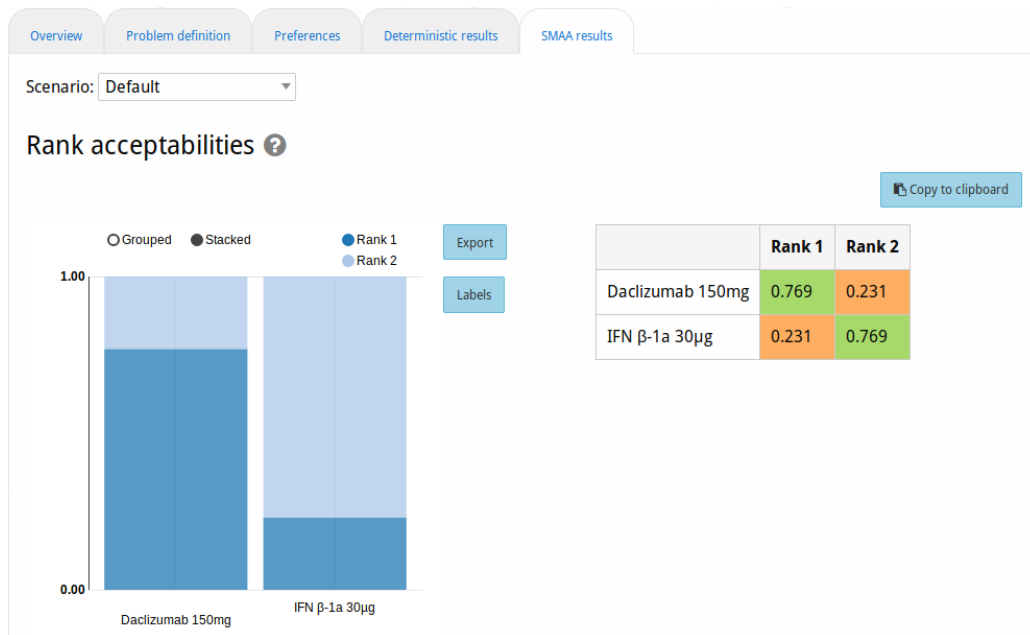 Overview Problem definition Preferences Deterministic results SMAA results
Scenario: Default
Rank acceptabilities ?
Copy to clipboard
Grouped Stacked Rank 1
Rank 2
Export
Labels
1.00
0.00
Daclizumab 150mg
IFN β-1a 30µg
Rank 1 Rank 2
Daclizumab 150mg 0.769 0.231
IFN β-1a 30µg 0.231 0.769